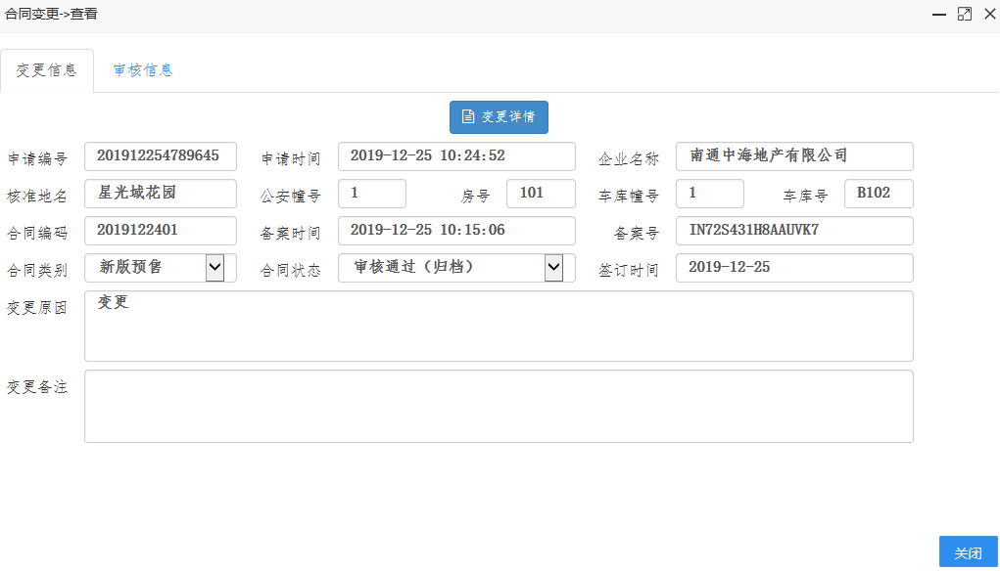 合同变更->查看
变更信息 审核信息
变更详情
申请编号 201912254789645 申请时间 2019-12-25 10:24:52 企业名称 南通中海地产有限公司
核准地名 星光域花园 公安幢号 1 房号 101 车库幢号 1 车库号 B102
合同编码 2019122401 备案时间 2019-12-25 10:15:06 备案号 IN72S431H8AAUVK7
合同类别 新版预售 合同状态 审核通过（归档） 签订时间 2019-12-25
变更原因 变更
变更备注
关闭